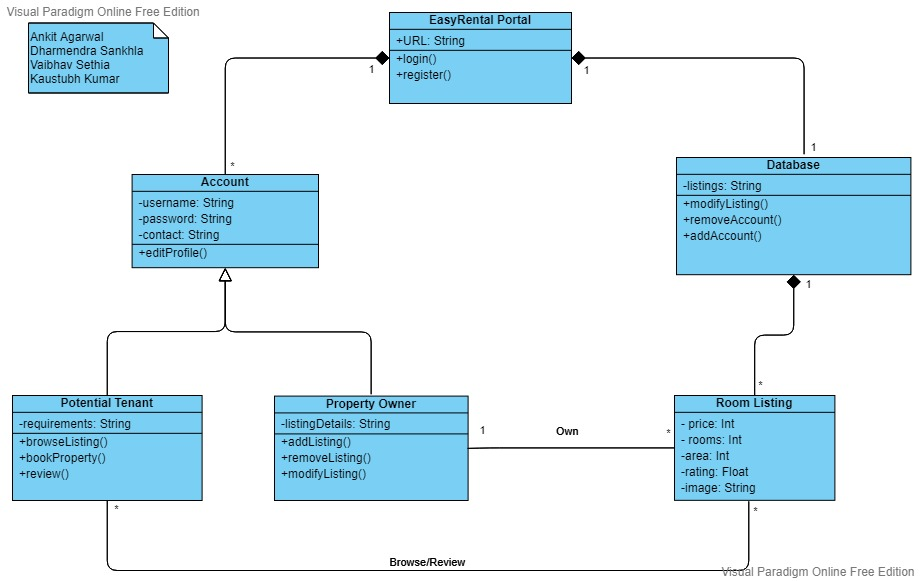 Visual Paradigm Online Free Edition
Ankit Agarwal
Dharmendra Sankhla
Vaibhav Sethia
Kaustubh Kumar
EasyRental Portal
+URL: String
+login()
+register()
1
1
*
1
Account
-username: String
-password: String
-contact: String
+editProfile()
Database
-listings: String
+modifyListing()
+removeAccount()
+addAccount()
1
*
Potential Tenant
-requirements: String
+browseListing()
+bookProperty()
+review()
Property Owner
-listingDetails: String
+addListing()
+removeListing()
+modifyListing()
1
Own
*
Room Listing
- price: Int
- rooms: Int
-area: Int
-rating: Float
-image: String
*
*
Browse/Review
Visual Paradigm Online Free Edition